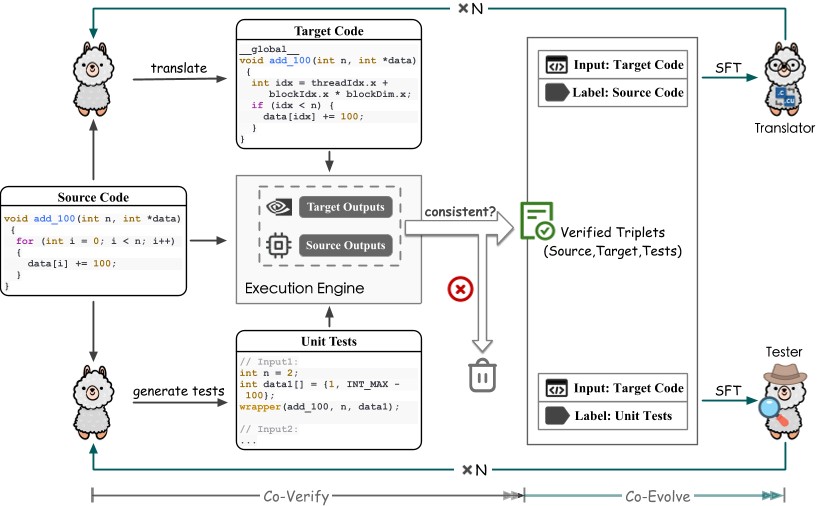 ×N
Target Code
__global__
void add_100(int n, int *data)
{
int idx = threadIdx.x +
blockIdx.x * blockDim.x;
if (idx < n) {
data[idx] += 100;
}
}
translate
Input: Target Code
Label: Source Code
SFT
.c
.cu
Translator
Source Code
void add_100(int n, int *data)
{
for (int i = 0; i < n; i++)
{
data[i] += 100;
}
}
Target Outputs
Source Outputs
Execution Engine
consistent?
Verified Triplets
(Source,Target,Tests)
generate tests
Unit Tests
// Input1:
int n = 2;
int data1[] = {1, INT_MAX -
100};
wrapper(add_100, n, data1);
// Input2:
...
Input: Target Code
Label: Unit Tests
SFT
Tester
×N
Co-Verify
Co-Evolve